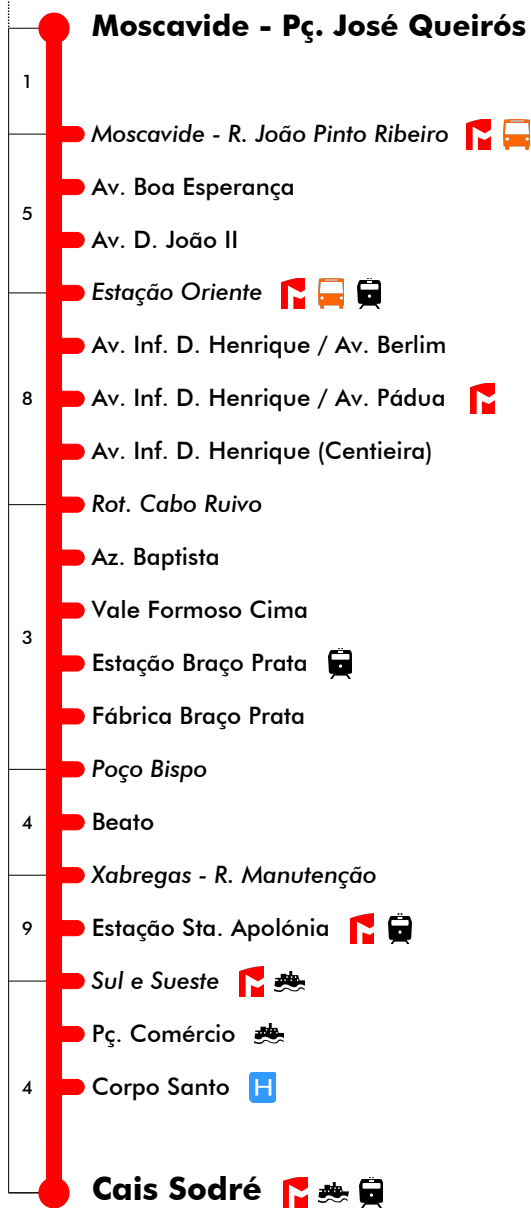 Moscavide - Pç. José Queirós
1
Moscavide - R. João Pinto Ribeiro
Av. Boa Esperança
5
Av. D. João II
Estação Oriente
Av. Inf. D. Henrique / Av. Berlim
8
Av. Inf. D. Henrique / Av. Pádua
Av. Inf. D. Henrique (Centieira)
Rot. Cabo Ruivo
Az. Baptista
Vale Formoso Cima
3
Estação Braço Prata
Fábrica Braço Prata
Poço Bispo
4
Beato
Xabregas - R. Manutenção
9
Estação Sta. Apolónia
Sul e Sueste
Pç. Comércio
4
Corpo Santo
H
Cais Sodré